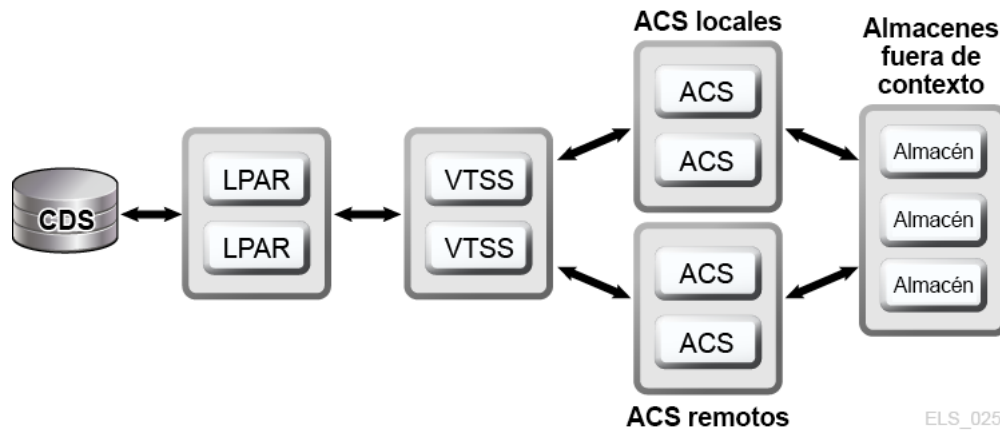 ACS locales
Almacenes
fuera de
contexto
CDS
LPAR
LPAR
VTSS
VTSS
ACS
ACS
ACS
ACS
Almacén
Almacén
Almacén
ACS remotos
ELS_025